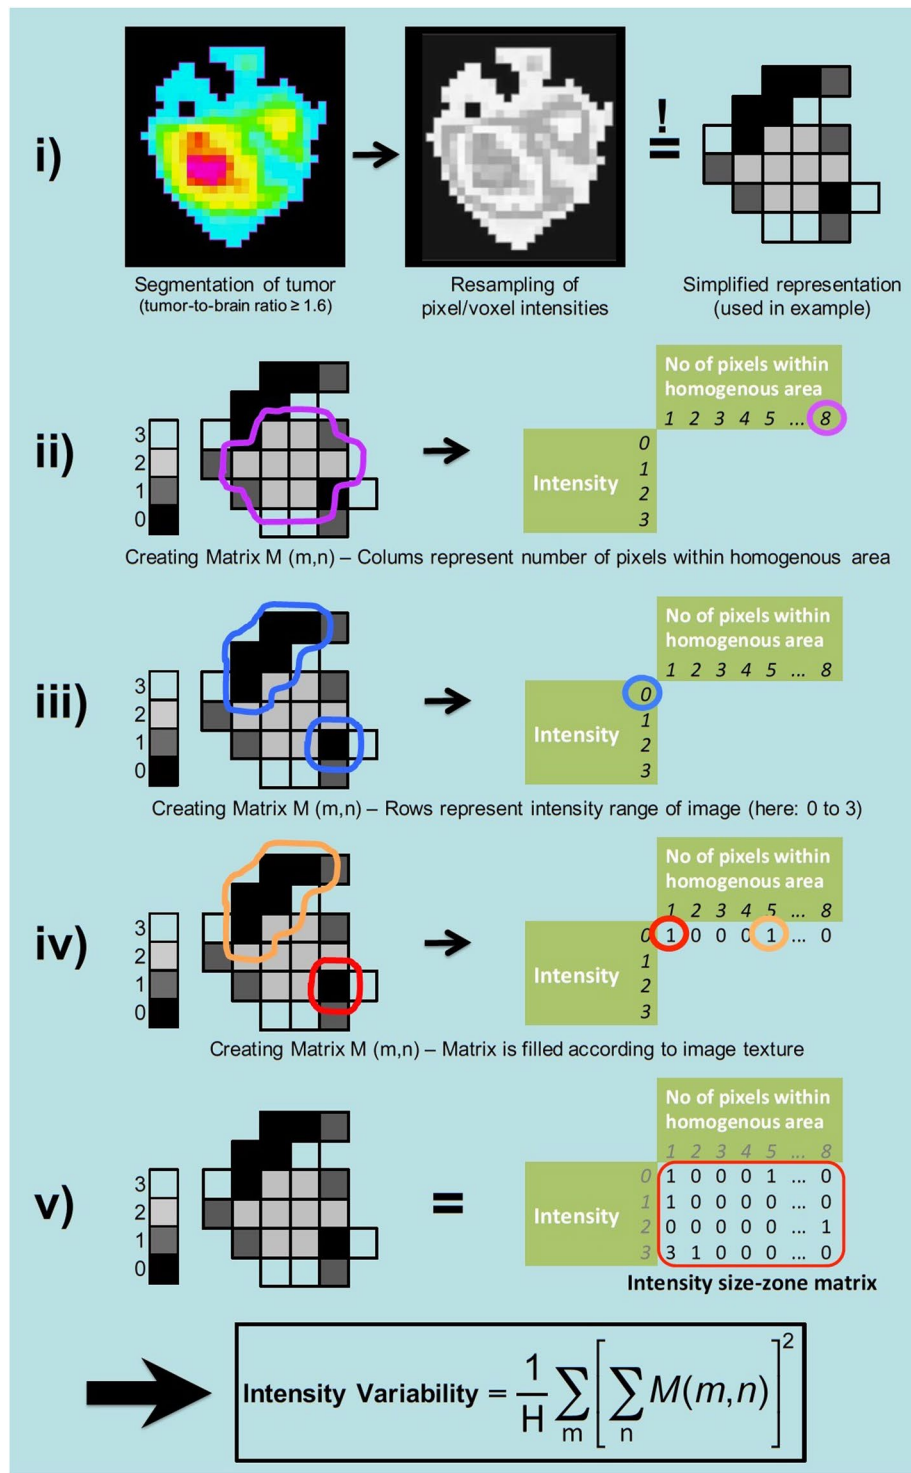 i)
!
=
Segmentation of tumor
(tumor-to-brain ratio ≥ 1.6)
Resampling of
pixel/voxel intensities
Simplified representation
(used in example)
ii)
3
2
1
0
No of pixels within
homogenous area
1 2 3 4 5 ... 8
Intensity
0
1
2
3
Creating Matrix M (m,n) – Colums represent number of pixels within homogenous area
iii)
3
2
1
0
No of pixels within
homogenous area
1 2 3 4 5 ... 8
Intensity
0
1
2
3
Creating Matrix M (m,n) – Rows represent intensity range of image (here: 0 to 3)
iv)
3
2
1
0
No of pixels within
homogenous area
1 2 3 4 5 ... 8
0 1 0 0 0 1 ... 0
Intensity
1
2
3
Creating Matrix M (m,n) – Matrix is filled according to image texture
v)
3
2
1
0
=
No of pixels within
homogenous area
1 2 3 4 5 ... 8
Intensity
0 1 0 0 0 1 ... 0
1 1 0 0 0 0 ... 0
2 0 0 0 0 0 ... 1
3 3 1 0 0 0 ... 0
Intensity size-zone matrix
Intensity Variability = 1/H ∑m [∑n M(m,n)]²